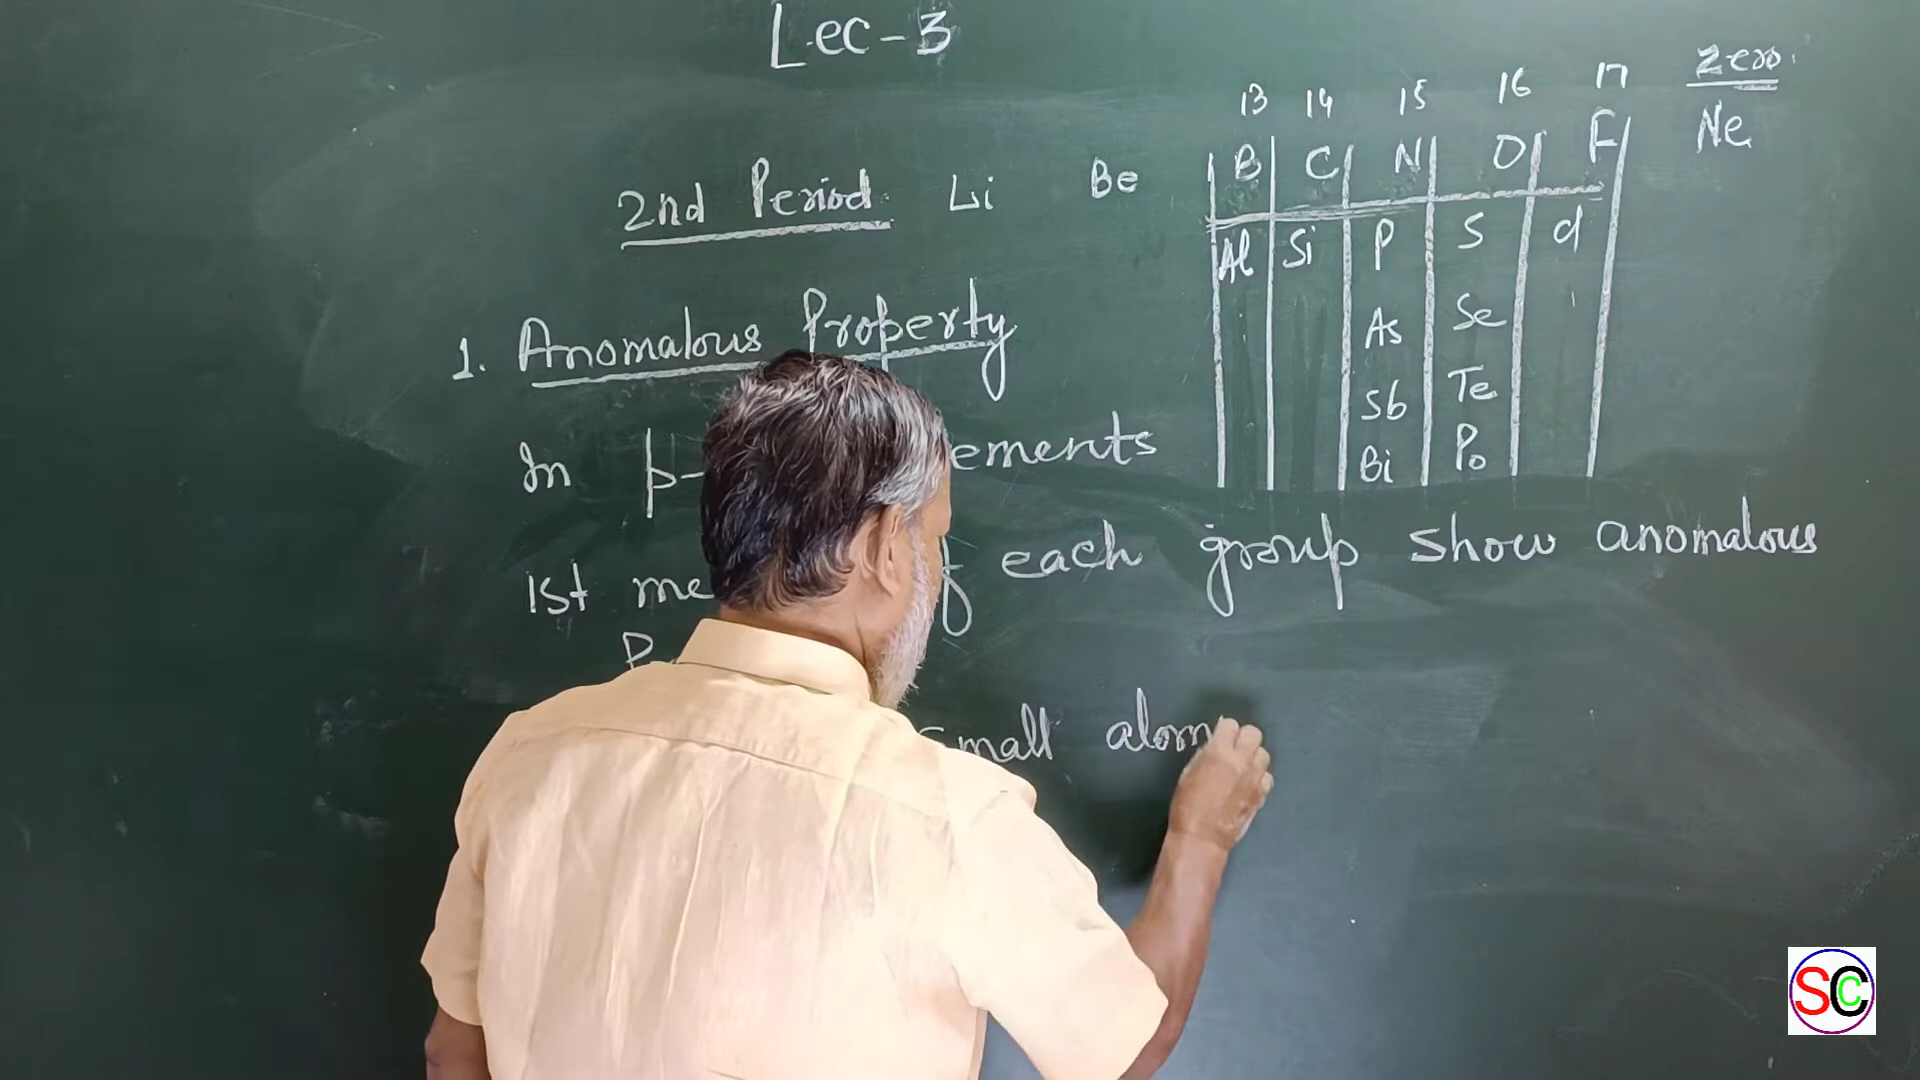 Lec-3
13 14 15 16 17 Zero
2nd Period Li Be B C N O F Ne
Al Si P S Cl
As Se
Sb Te
Bi Po
1. Anomalous Property
In p-
ements
1st me
each group show anomalous
small atom
SC